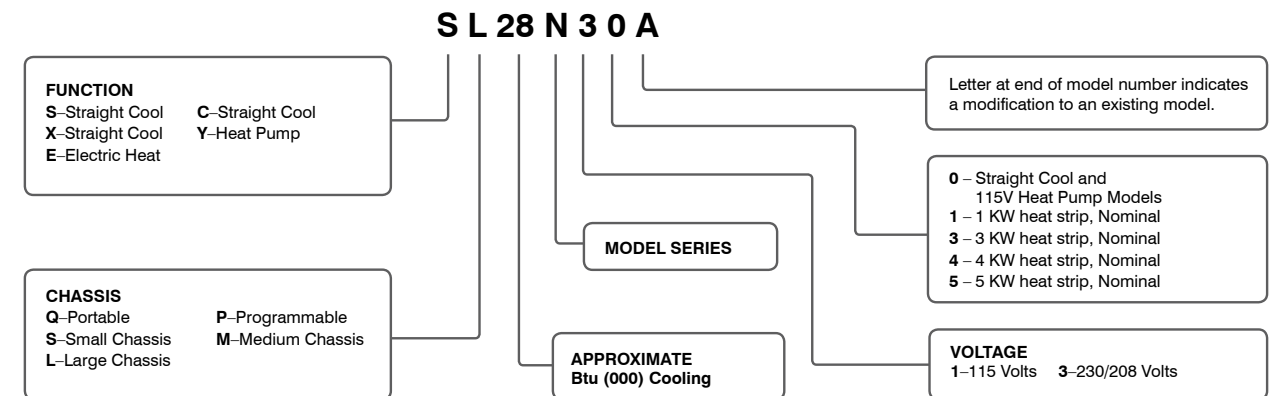 S L 28 N 3 0 A
FUNCTION
S–Straight Cool C–Straight Cool
X–Straight Cool Y–Heat Pump
E–Electric Heat
CHASSIS
Q–Portable P–Programmable
S–Small Chassis M–Medium Chassis
L–Large Chassis
MODEL SERIES
APPROXIMATE
Btu (000) Cooling
Letter at end of model number indicates
a modification to an existing model.
0 – Straight Cool and
115V Heat Pump Models
1 – 1 KW heat strip, Nominal
3 – 3 KW heat strip, Nominal
4 – 4 KW heat strip, Nominal
5 – 5 KW heat strip, Nominal
VOLTAGE
1–115 Volts 3–230/208 Volts